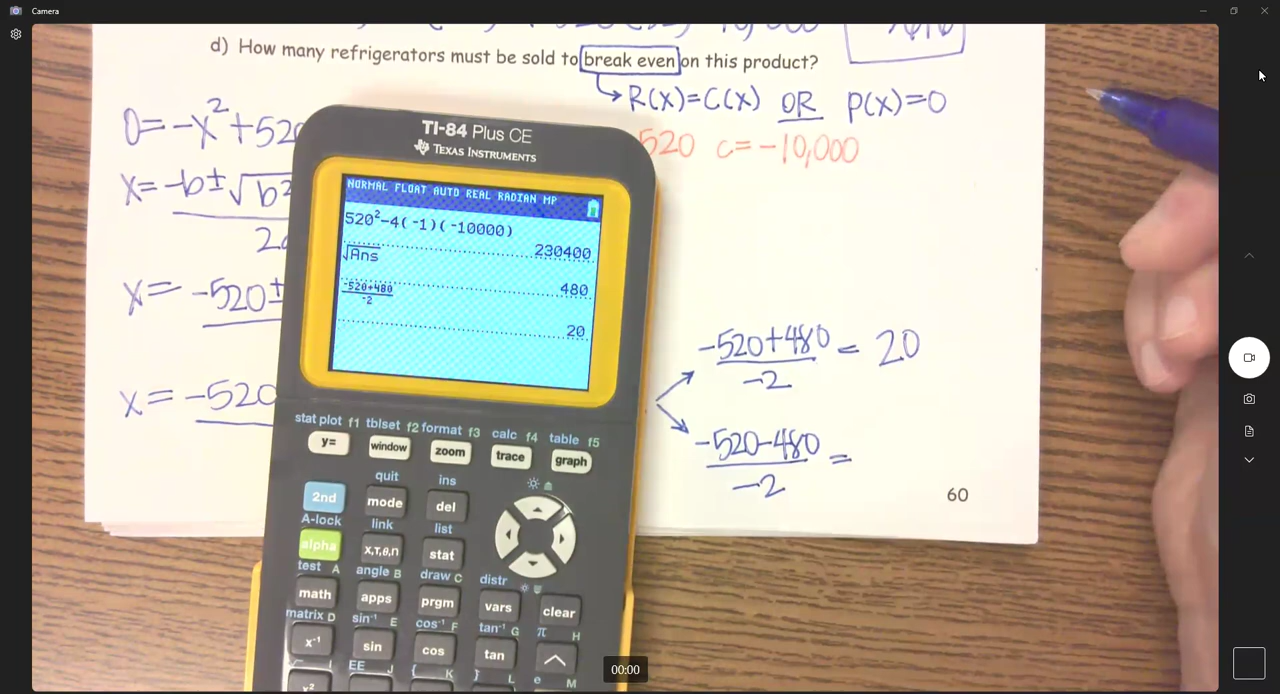 Camera
d) How many refrigerators must be sold to break even on this product?
R(x)=C(x) OR P(x)=0
0=-x²+520
520 c=-10,000
x=-b±√b²
x= -520±
x= -520
-520+480 = 20
-2
-520-480 =
-2
60
TI-84 Plus CE
TEXAS INSTRUMENTS
NORMAL FLOAT AUTO REAL RADIAN MP
520²-4(-1)(-10000)
230400
√Ans
480
-520+480
-2
20
stat plot f1 tblset f2 format f3 calc f4 table f5
y= window zoom trace graph
quit ins
2nd mode del
A-lock link list
alpha X,T,θ,n stat
test A angle B draw C distr
math apps prgm vars clear
matrix D sin⁻¹ E cos⁻¹ F tan⁻¹ G π H
x⁻¹ sin cos tan ^
EE J { K } L e M
x²
00:00